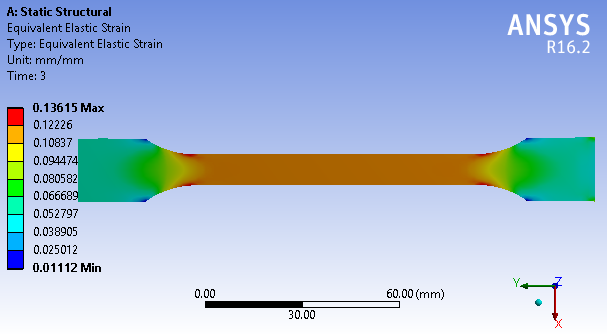 A: Static Structural
Equivalent Elastic Strain
Type: Equivalent Elastic Strain
Unit: mm/mm
Time: 3
ANSYS
R16.2
0.13615 Max
0.12226
0.10837
0.094474
0.080582
0.066689
0.052797
0.038905
0.025012
0.01112 Min
0.00
60.00 (mm)
30.00
Y
Z
X